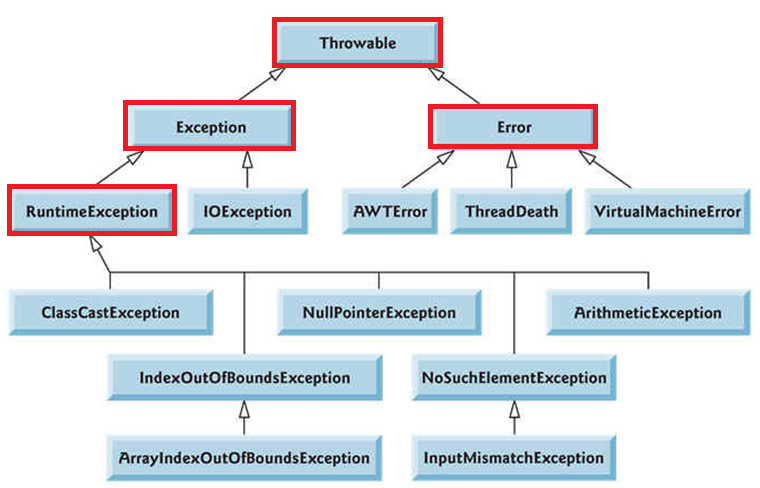 Throwable
Exception
Error
RuntimeException
IOException
AWTError
ThreadDeath
VirtualMachineError
ClassCastException
NullPointerException
ArithmeticException
IndexOutOfBoundsException
NoSuchElementException
ArrayIndexOutOfBoundsException
InputMismatchException